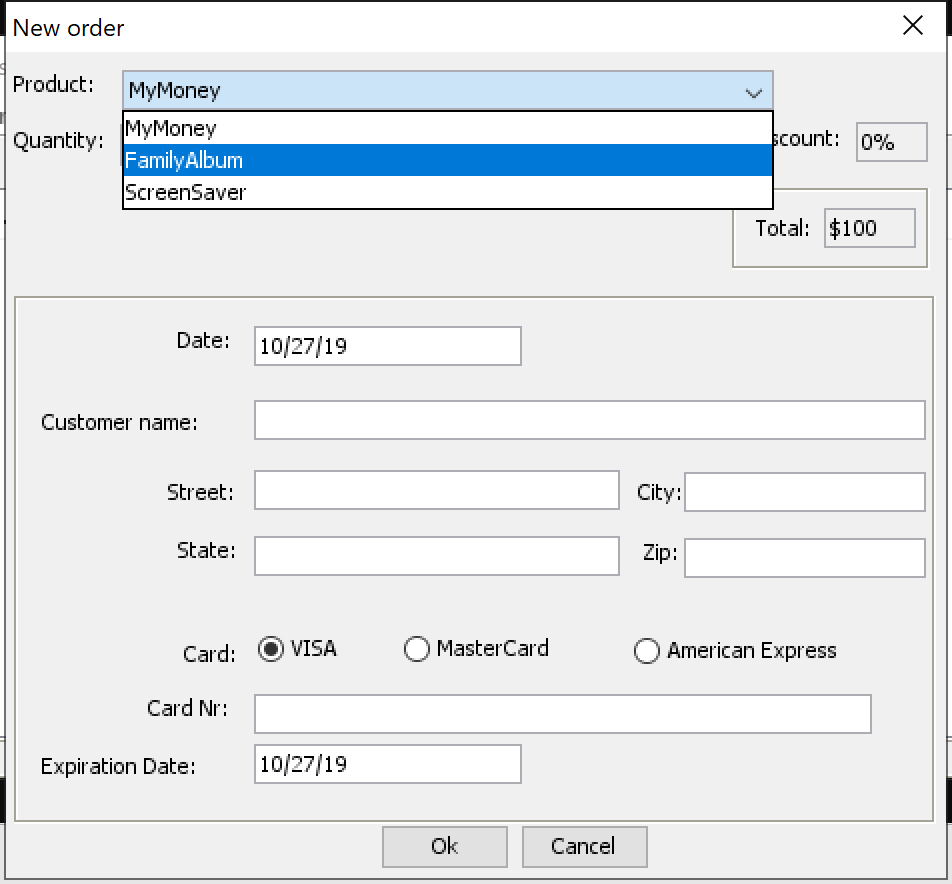 New order
Product: MyMoney
MyMoney
Quantity: scount: 0%
FamilyAlbum
ScreenSaver
Total: $100
Date: 10/27/19
Customer name:
Street: City:
State: Zip:
Card: VISA MasterCard American Express
Card Nr:
Expiration Date: 10/27/19
Ok Cancel